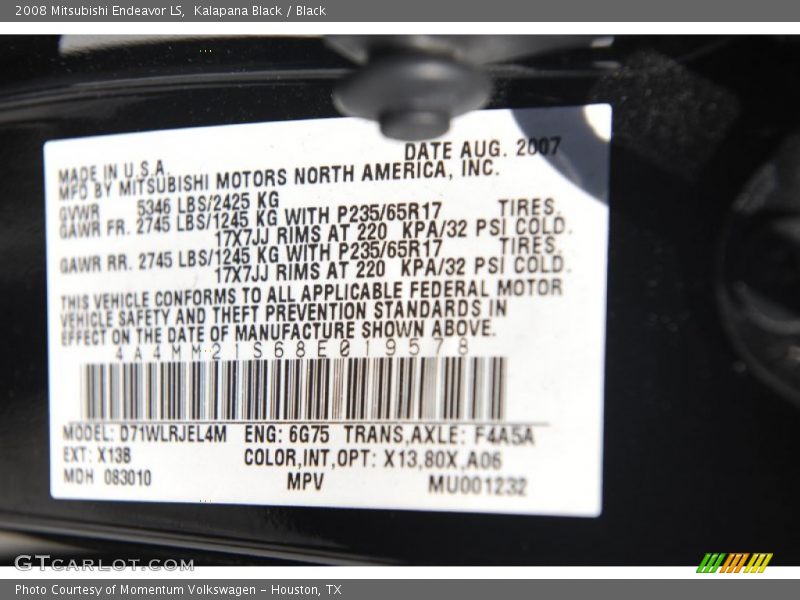 2008 Mitsubishi Endeavor LS,  Kalapana Black / Black
DATE AUG. 2007
MADE IN U.S.A.
MFD BY MITSUBISHI MOTORS NORTH AMERICA, INC.
GVWR 5346 LBS/2425 KG
GAWR FR. 2745 LBS/1245 KG WITH P235/65R17 TIRES,
17X7JJ RIMS AT 220 KPA/32 PSI COLD.
GAWR RR. 2745 LBS/1245 KG WITH P235/65R17 TIRES,
17X7JJ RIMS AT 220 KPA/32 PSI COLD.
THIS VEHICLE CONFORMS TO ALL APPLICABLE FEDERAL MOTOR
VEHICLE SAFETY AND THEFT PREVENTION STANDARDS IN
EFFECT ON THE DATE OF MANUFACTURE SHOWN ABOVE.
4A4MM21S68E019578
MODEL: D71WLRJEL4M ENG: 6G75 TRANS,AXLE: F4A5A
EXT: X13B COLOR,INT,OPT: X13,80X,A06
MDH 083010 MPV MU001232
GTCARLOT.COM
Photo Courtesy of Momentum Volkswagen - Houston, TX